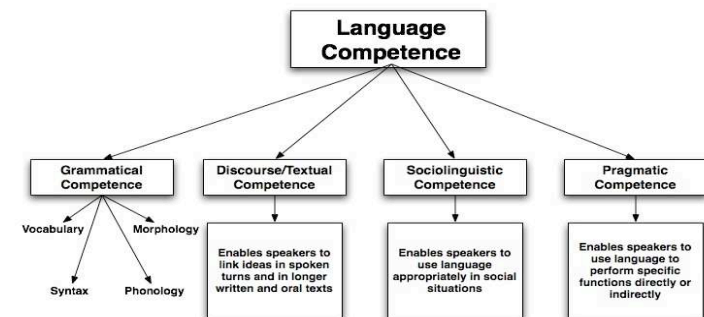 Language
Competence
Grammatical
Competence
Discourse/Textual
Competence
Sociolinguistic
Competence
Pragmatic
Competence
Vocabulary
Morphology
Syntax
Phonology
Enables speakers to
link ideas in spoken
turns and in longer
written and oral texts
Enables speakers to
use language
appropriately in social
situations
Enables speakers to
use language to
perform specific
functions directly or
indirectly